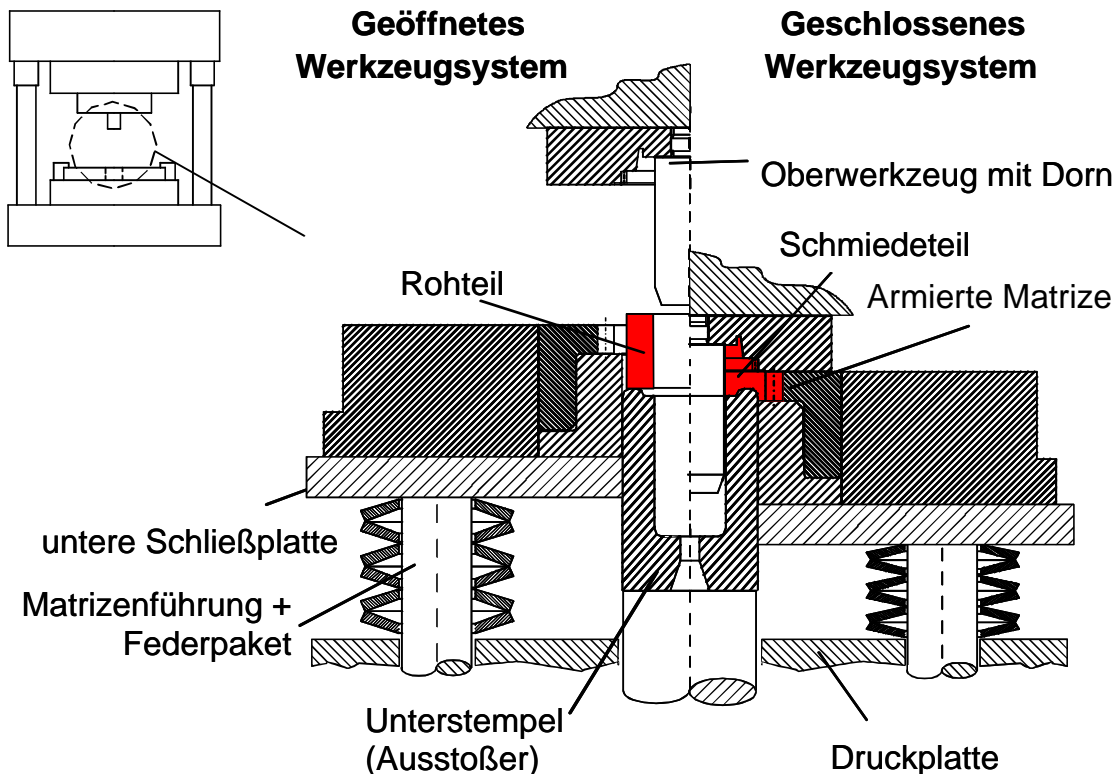 Geöffnetes
Werkzeugsystem
Geschlossenes
Werkzeugsystem
Oberwerkzeug mit Dorn
Schmiedeteil
Rohteil
Armierte Matrize
untere Schließplatte
Matrizenführung +
Federpaket
Unterstempel
(Ausstoßer)
Druckplatte